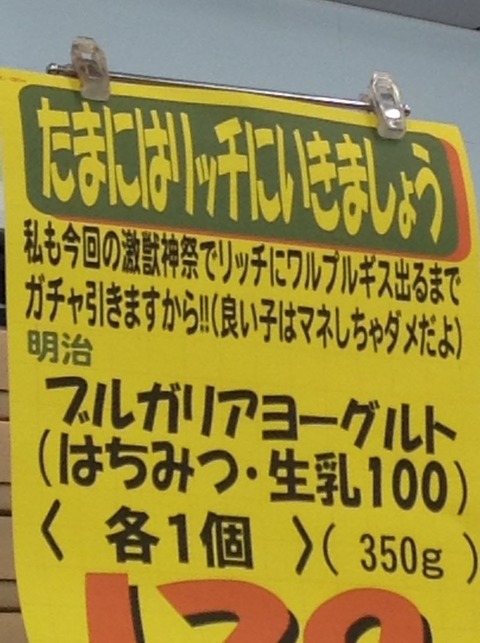 たまにはリッチにいきましょう
私も今回の激獣神祭でリッチにワルプルギス出るまで
ガチャ引きますから!!(良い子はマネしちゃダメだよ)
明治
ブルガリアヨーグルト
(はちみつ・生乳100)
〈 各1個 〉(350g)